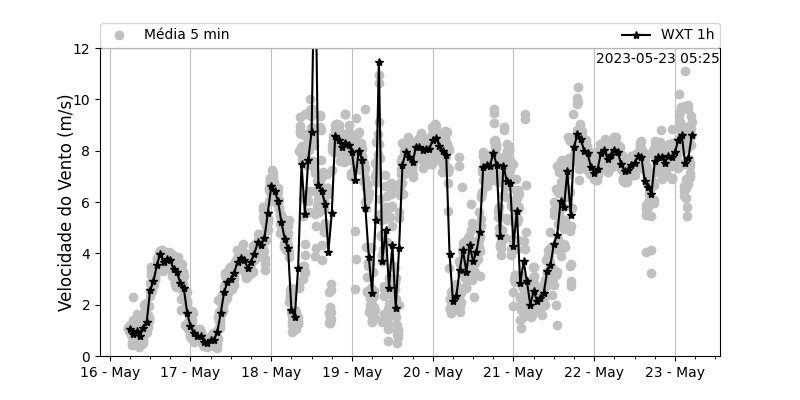 Média 5 min
WXT 1h
2023-05-23 05:25
Velocidade do Vento (m/s)
12
10
8
6
4
2
0
16 - May
17 - May
18 - May
19 - May
20 - May
21 - May
22 - May
23 - May